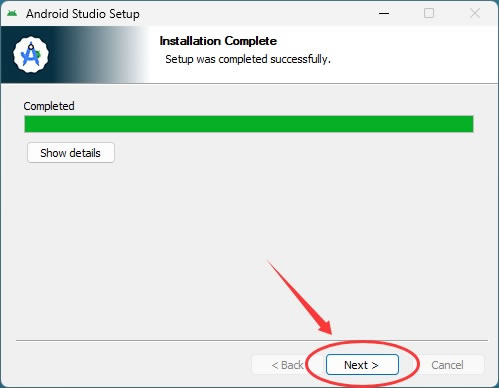 Android Studio Setup
Installation Complete
Setup was completed successfully.
Completed
Show details
< Back
Next >
Cancel